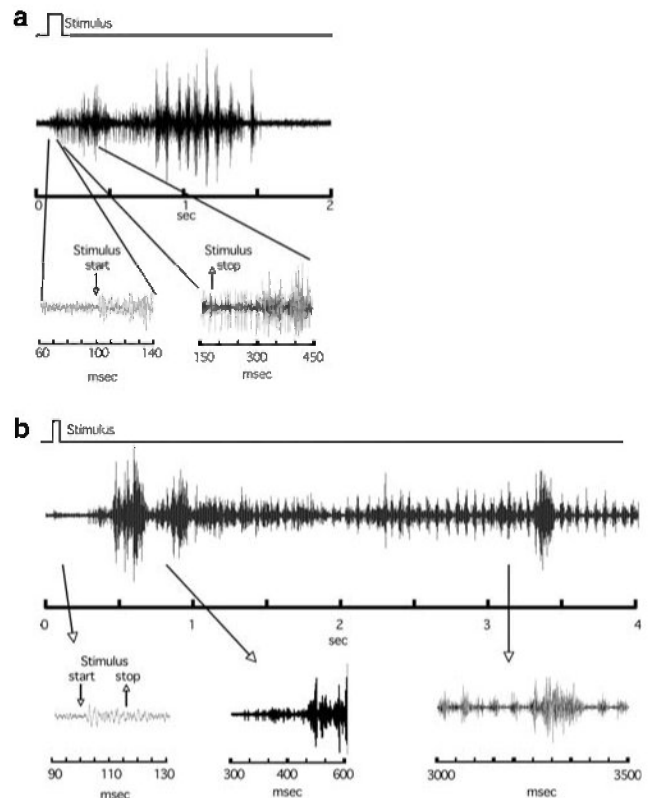 a
Stimulus
0 1 2
sec
Stimulus
start
Stimulus
stop
60 100 140
msec
150 300 450
msec
b
Stimulus
0 1 2 3 4
sec
Stimulus
start stop
90 110 130
msec
300 400 600
msec
3000 3500
msec